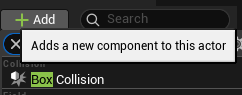 Add
Search
Adds a new component to this actor
Collision
Box Collision